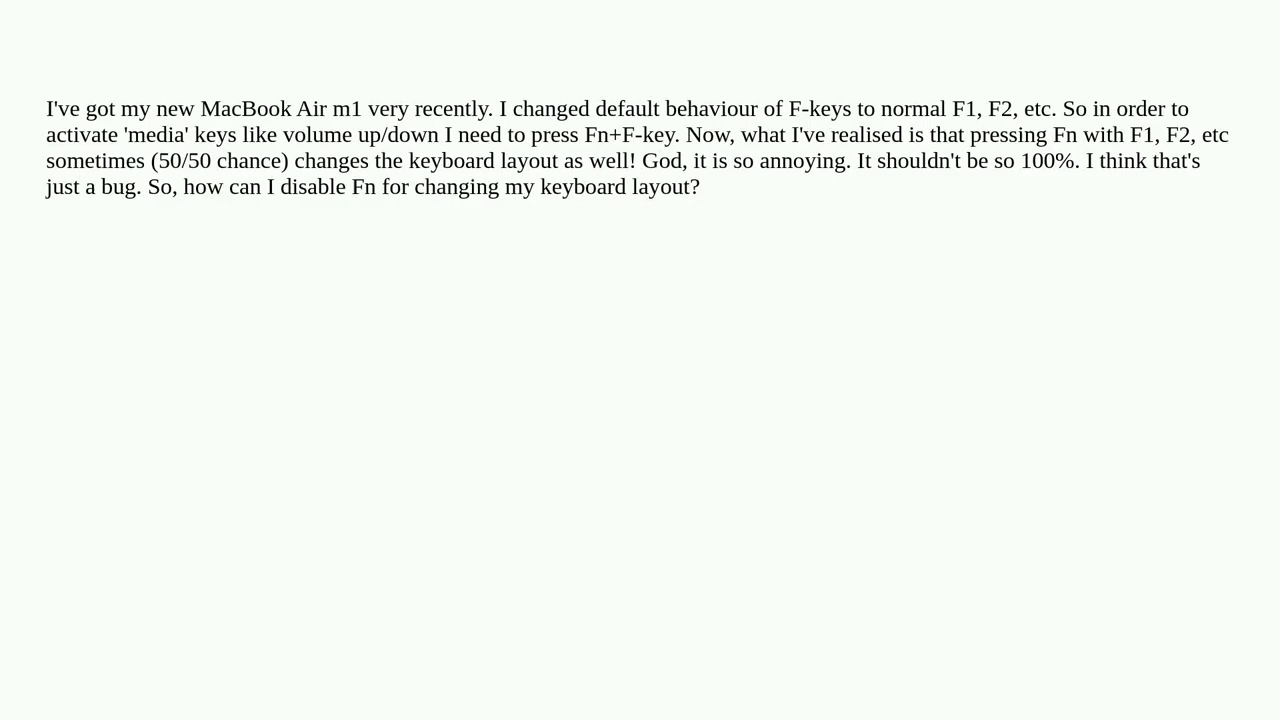 I've got my new MacBook Air m1 very recently. I changed default behaviour of F-keys to normal F1, F2, etc. So in order to
activate 'media' keys like volume up/down I need to press Fn+F-key. Now, what I've realised is that pressing Fn with F1, F2, etc
sometimes (50/50 chance) changes the keyboard layout as well! God, it is so annoying. It shouldn't be so 100%. I think that's
just a bug. So, how can I disable Fn for changing my keyboard layout?